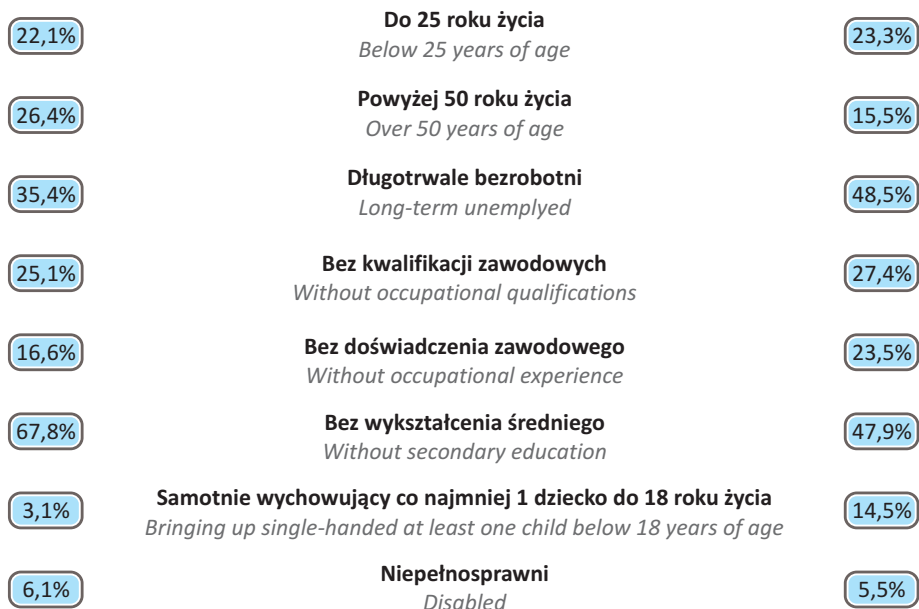 Do 25 roku życia
22,1% 23,3%
Below 25 years of age
Powyżej 50 roku życia
26,4% 15,5%
Over 50 years of age
Długotrwale bezrobotni
35,4% 48,5%
Long-term unemplyed
Bez kwalifikacji zawodowych
25,1% 27,4%
Without occupational qualifications
Bez doświadczenia zawodowego
16,6% 23,5%
Without occupational experience
Bez wykształcenia średniego
67,8% 47,9%
Without secondary education
Samotnie wychowujący co najmniej 1 dziecko do 18 roku życia
3,1% 14,5%
Bringing up single-handed at least one child below 18 years of age
Niepełnosprawni
6,1% 5,5%
Disabled